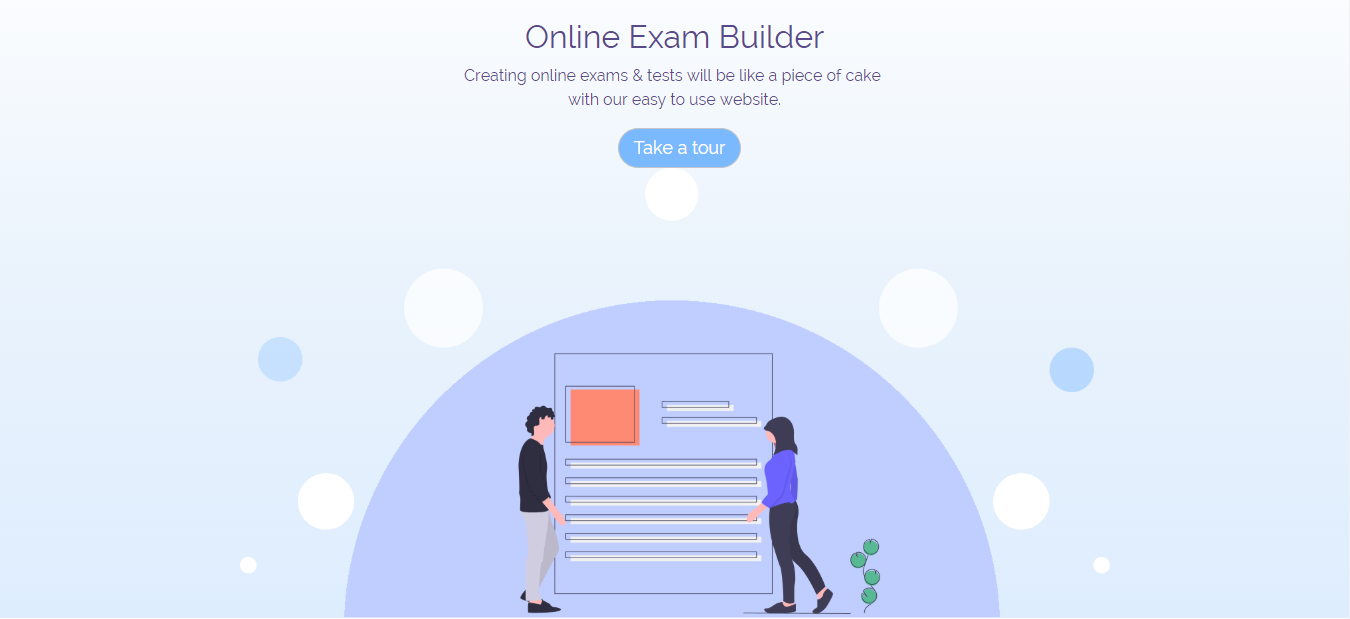 Online Exam Builder
Creating online exams & tests will be like a piece of cake
with our easy to use website.
Take a tour